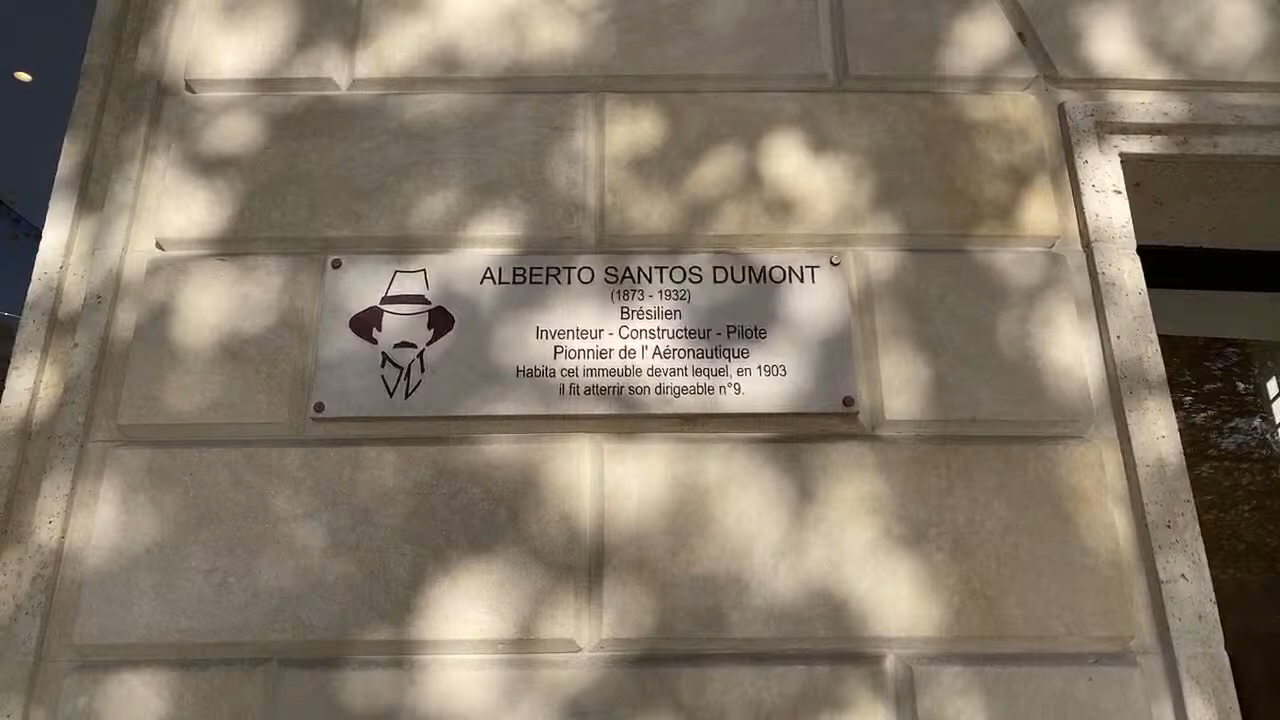 ALBERTO SANTOS DUMONT
(1873 - 1932)
Brésilien
Inventeur - Constructeur - Pilote
Pionnier de l' Aéronautique
Habita cet immeuble devant lequel, en 1903
il fit atterrir son dirigeable n°9.